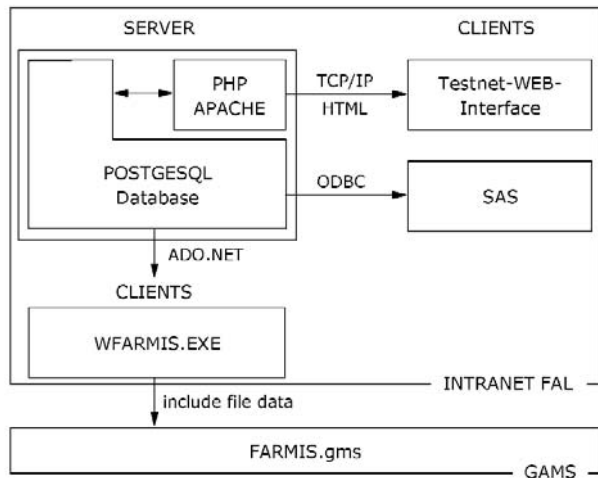 SERVER
CLIENTS
PHP
APACHE
TCP/IP
HTML
Testnet-WEB-
Interface
POSTGESQL
Database
ODBC
SAS
ADO.NET
CLIENTS
WFARMIS.EXE
INTRANET FAL
include file data
FARMIS.gms
GAMS